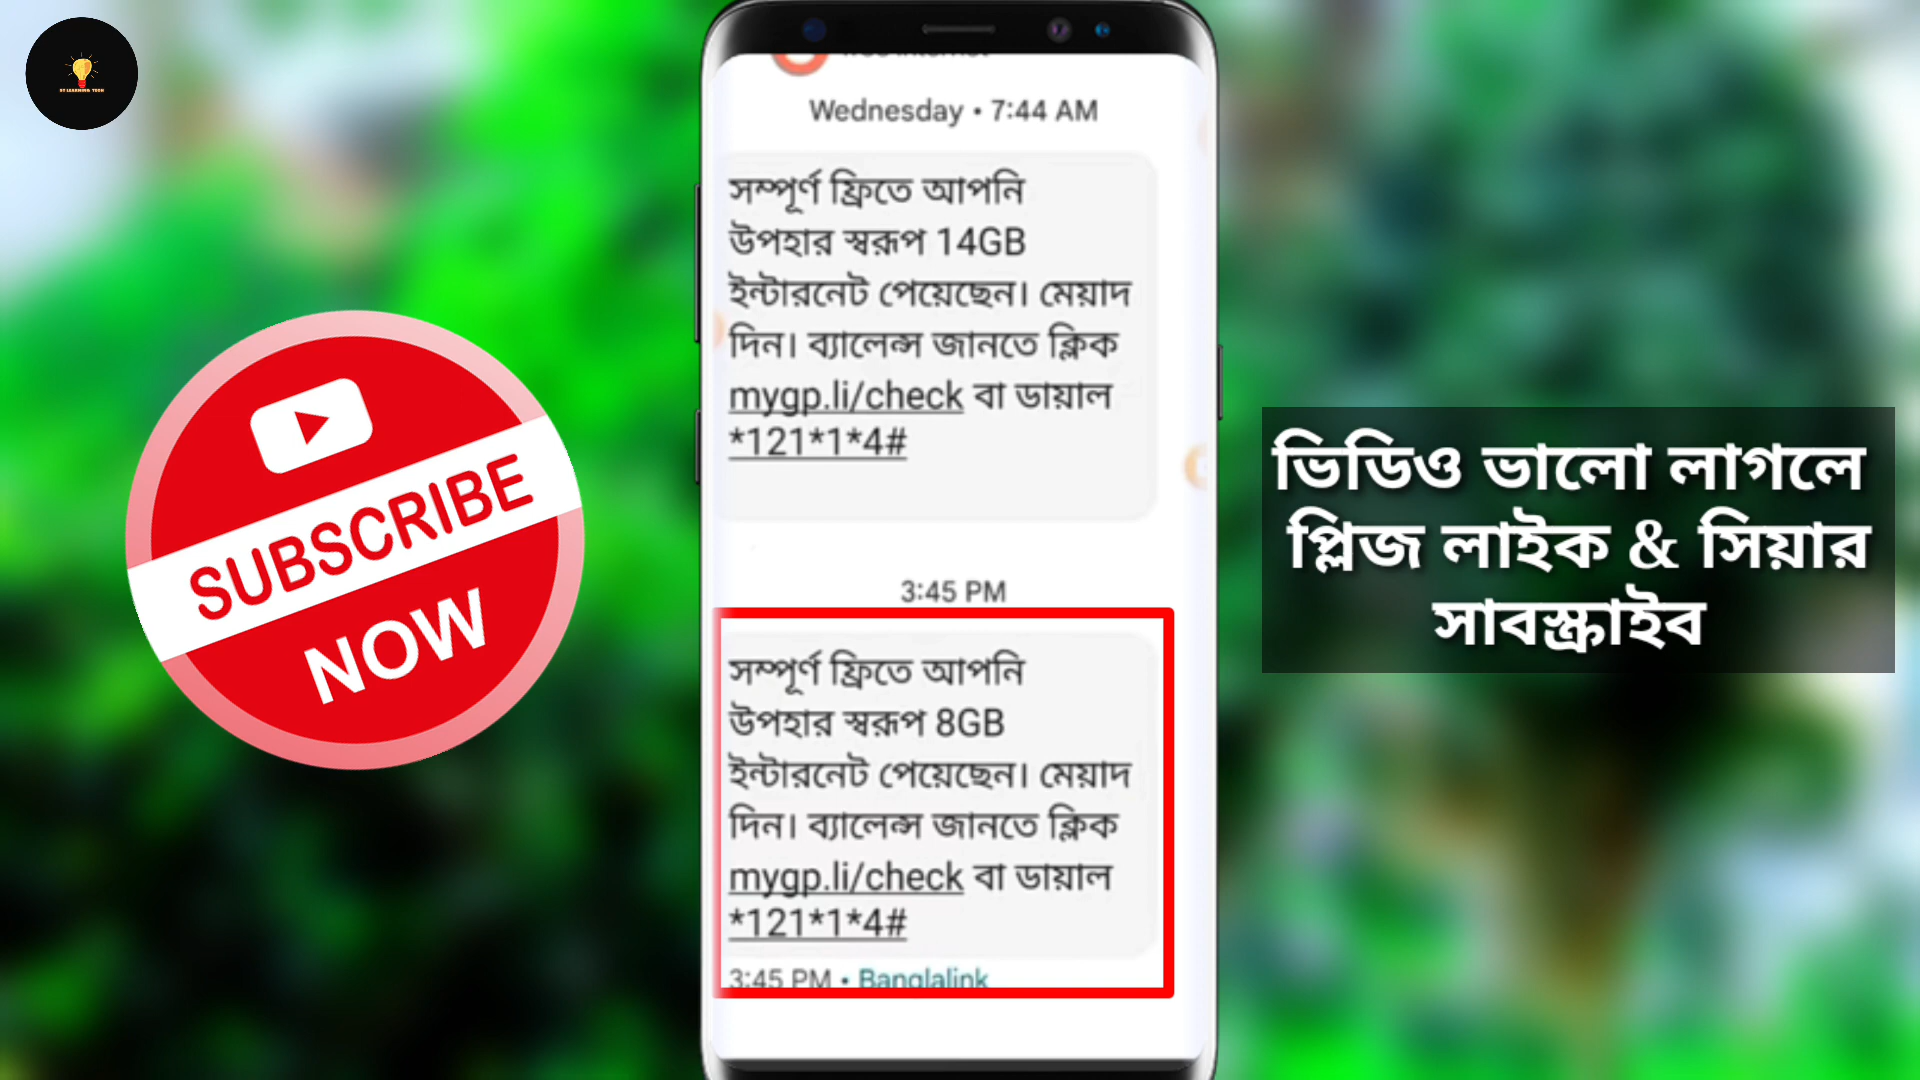 Wednesday • 7:44 AM
সম্পূর্ণ ফ্রিতে আপনি
উপহার স্বরূপ 14GB
ইন্টারনেট পেয়েছেন। মেয়াদ
দিন। ব্যালেন্স জানতে ক্লিক
mygp.li/check বা ডায়াল
*121*1*4#
3:45 PM
সম্পূর্ণ ফ্রিতে আপনি
উপহার স্বরূপ 8GB
ইন্টারনেট পেয়েছেন। মেয়াদ
দিন। ব্যালেন্স জানতে ক্লিক
mygp.li/check বা ডায়াল
*121*1*4#
3:45 PM • Banglalink
SUBSCRIBE
NOW
ভিডিও ভালো লাগলে
প্লিজ লাইক & সিয়ার
সাবস্ক্রাইব